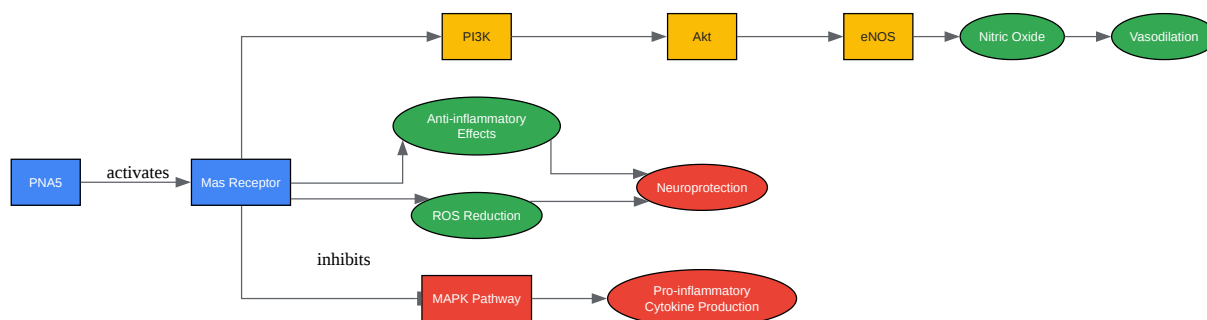 PI3K
Akt
eNOS
Nitric Oxide
Vasodilation
Anti-inflammatory
Effects
PNA5
activates
Mas Receptor
Neuroprotection
ROS Reduction
inhibits
MAPK Pathway
Pro-inflammatory
Cytokine Production